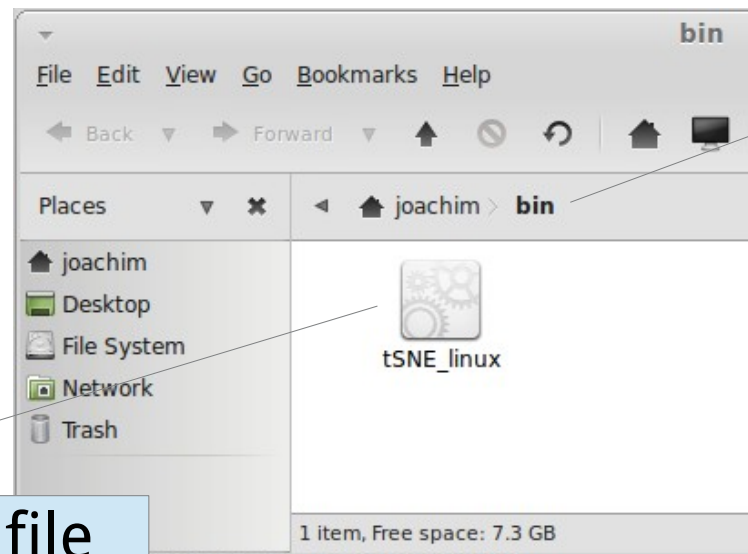 bin
File Edit View Go Bookmarks Help
Back Forward
Places joachim bin
joachim
Desktop
File System
Network
Trash
tSNE_linux
file
1 item, Free space: 7.3 GB